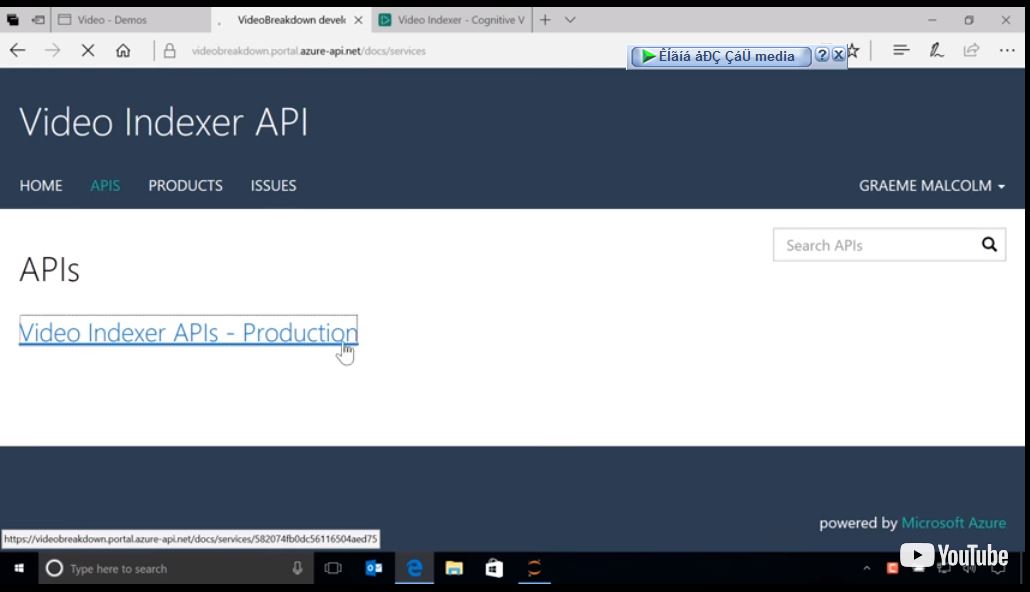 Video - Demos
VideoBreakdown devel
Video Indexer - Cognitive V
videobreakdown.portal.azure-api.net/docs/services
ÊÍãíá åÐÇ ÇáÜ media
Video Indexer API
HOME APIS PRODUCTS ISSUES
GRAEME MALCOLM
Search APIs
APIs
Video Indexer APIs - Production
powered by Microsoft Azure
https://videobreakdown.portal.azure-api.net/docs/services/582074fb0dc56116504aed75
Type here to search
YouTube